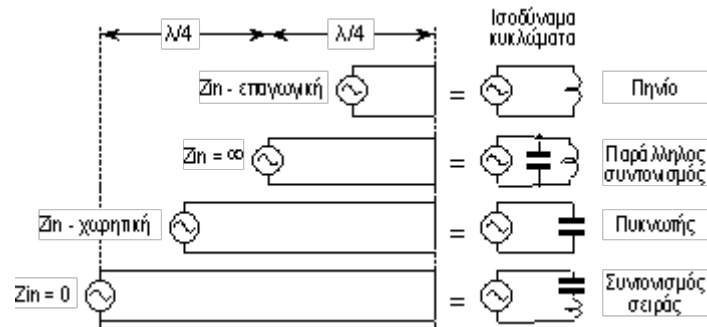 λ/4
λ/4
Ισοδύναμα
κυκλώματα
Zin - επαγωγική
=
Πηνίο
Zin = ∞
=
Παράλληλος
συντονισμός
Zin - χωρητική
=
Πυκνωτής
Zin = 0
=
Συντονισμός
σειράς